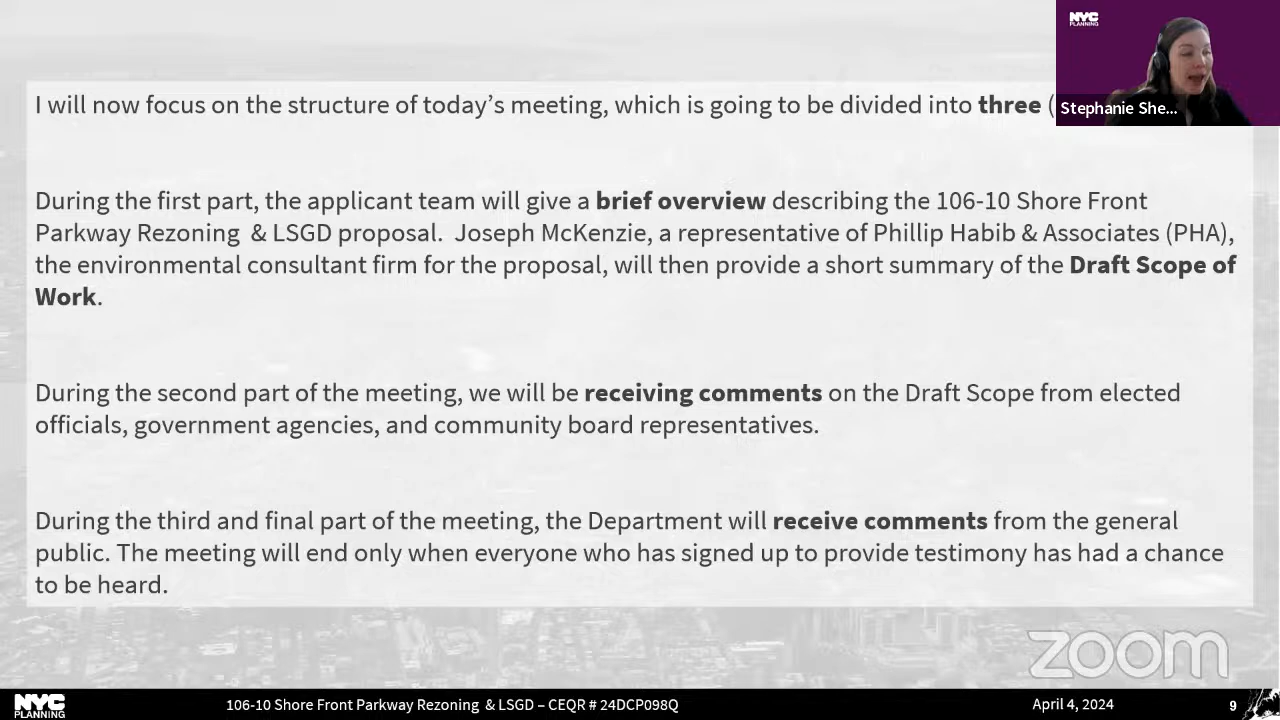 NYC
PLANNING
Stephanie She...
I will now focus on the structure of today’s meeting, which is going to be divided into three (
During the first part, the applicant team will give a brief overview describing the 106-10 Shore Front
Parkway Rezoning & LSGD proposal. Joseph McKenzie, a representative of Phillip Habib & Associates (PHA),
the environmental consultant firm for the proposal, will then provide a short summary of the Draft Scope of
Work.
During the second part of the meeting, we will be receiving comments on the Draft Scope from elected
officials, government agencies, and community board representatives.
During the third and final part of the meeting, the Department will receive comments from the general
public. The meeting will end only when everyone who has signed up to provide testimony has had a chance
to be heard.
zoom
NYC
PLANNING
106-10 Shore Front Parkway Rezoning & LSGD – CEQR # 24DCP098Q
April 4, 2024
9